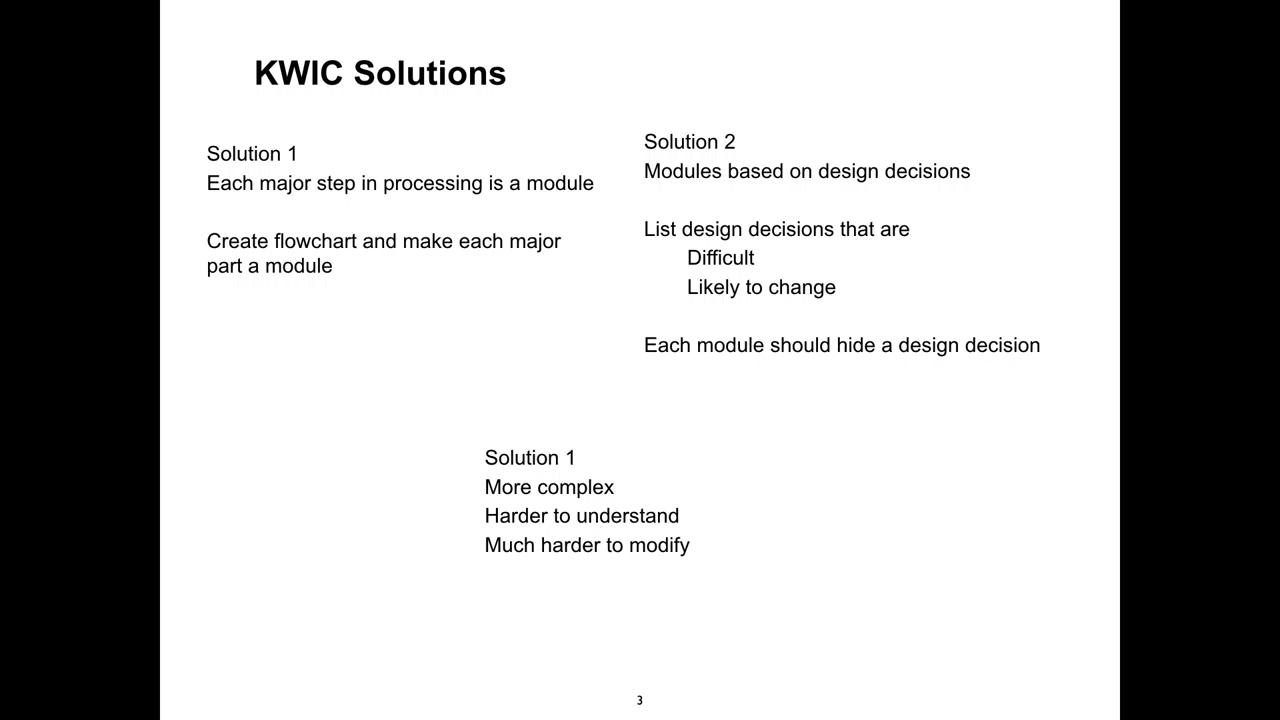 KWIC Solutions
Solution 1
Each major step in processing is a module
Create flowchart and make each major
part a module
Solution 2
Modules based on design decisions
List design decisions that are
Difficult
Likely to change
Each module should hide a design decision
Solution 1
More complex
Harder to understand
Much harder to modify
3